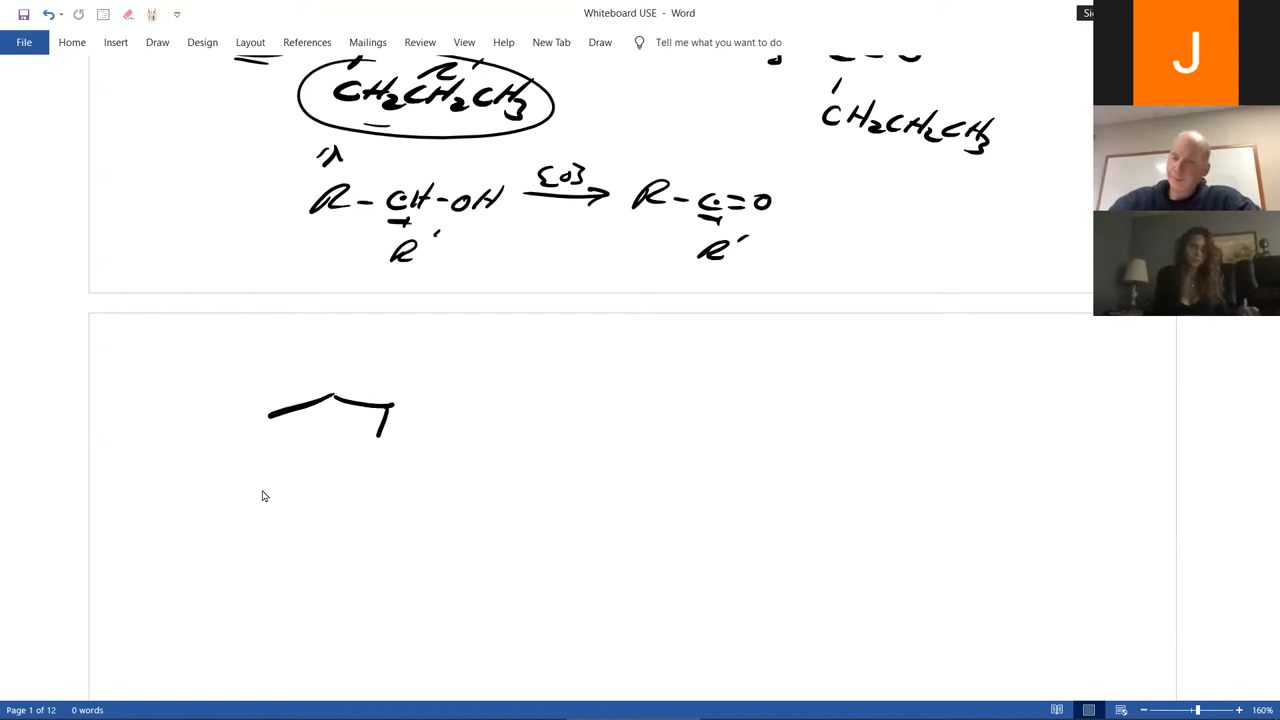 Whiteboard USE - Word
File Home Insert Draw Design Layout References Mailings Review View Help New Tab Draw Tell me what you want to do
J
CH2CH2CH3
CH2CH2CH3
R - CH - OH {O} → R - C = O
R' R'
Page 1 of 12 0 words 160%